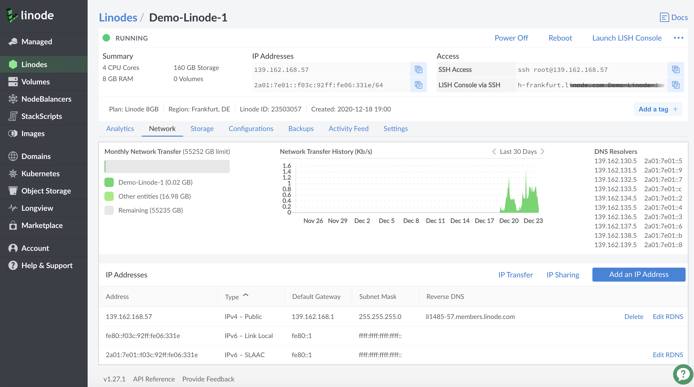 linode
Linodes / Demo-Linode-1
Docs
Managed
Linodes
Volumes
NodeBalancers
StackScripts
Images
Domains
Kubernetes
Object Storage
Longview
Marketplace
Account
Help & Support
RUNNING
Power Off Reboot Launch LISH Console
Summary
4 CPU Cores 160 GB Storage
8 GB RAM 0 Volumes
IP Addresses
139.162.168.57
2a01:7e01::f03c:92ff:fe06:331e/64
Access
SSH Access ssh root@139.162.168.57
LISH Console via SSH
Plan: Linode 8GB Region: Frankfurt, DE Linode ID: 23503057 Created: 2020-12-18 19:00
Add a tag +
Analytics Network Storage Configurations Backups Activity Feed Settings
Monthly Network Transfer (55252 GB limit)
Demo-Linode-1 (0.02 GB)
Other entities (16.98 GB)
Remaining (55235 GB)
Network Transfer History (Kb/s)
Last 30 Days
1.6
1.4
1.2
1
0.8
0.6
0.4
0.2
0
Nov 26 Nov 29 Dec 2 Dec 5 Dec 8 Dec 11 Dec 14 Dec 17 Dec 20 Dec 23
DNS Resolvers
139.162.130.5 2a01:7e01::5
139.162.131.5 2a01:7e01::9
139.162.132.5 2a01:7e01::7
139.162.133.5 2a01:7e01::c
139.162.134.5 2a01:7e01::2
139.162.135.5 2a01:7e01::4
139.162.136.5 2a01:7e01::3
139.162.137.5 2a01:7e01::6
139.162.138.5 2a01:7e01::b
139.162.139.5 2a01:7e01::8
IP Addresses
IP Transfer IP Sharing Add an IP Address
Address Type Default Gateway Subnet Mask Reverse DNS
139.162.168.57 IPv4 – Public 139.162.168.1 255.255.255.0 li1485-57.members.linode.com Delete Edit RDNS
fe80::f03c:92ff:fe06:331e IPv6 – Link Local fe80::1 ffff:ffff:ffff:ffff::
2a01:7e01::f03c:92ff:fe06:331e IPv6 – SLAAC fe80::1 ffff:ffff:ffff:ffff:: Edit RDNS
v1.27.1 API Reference Provide Feedback